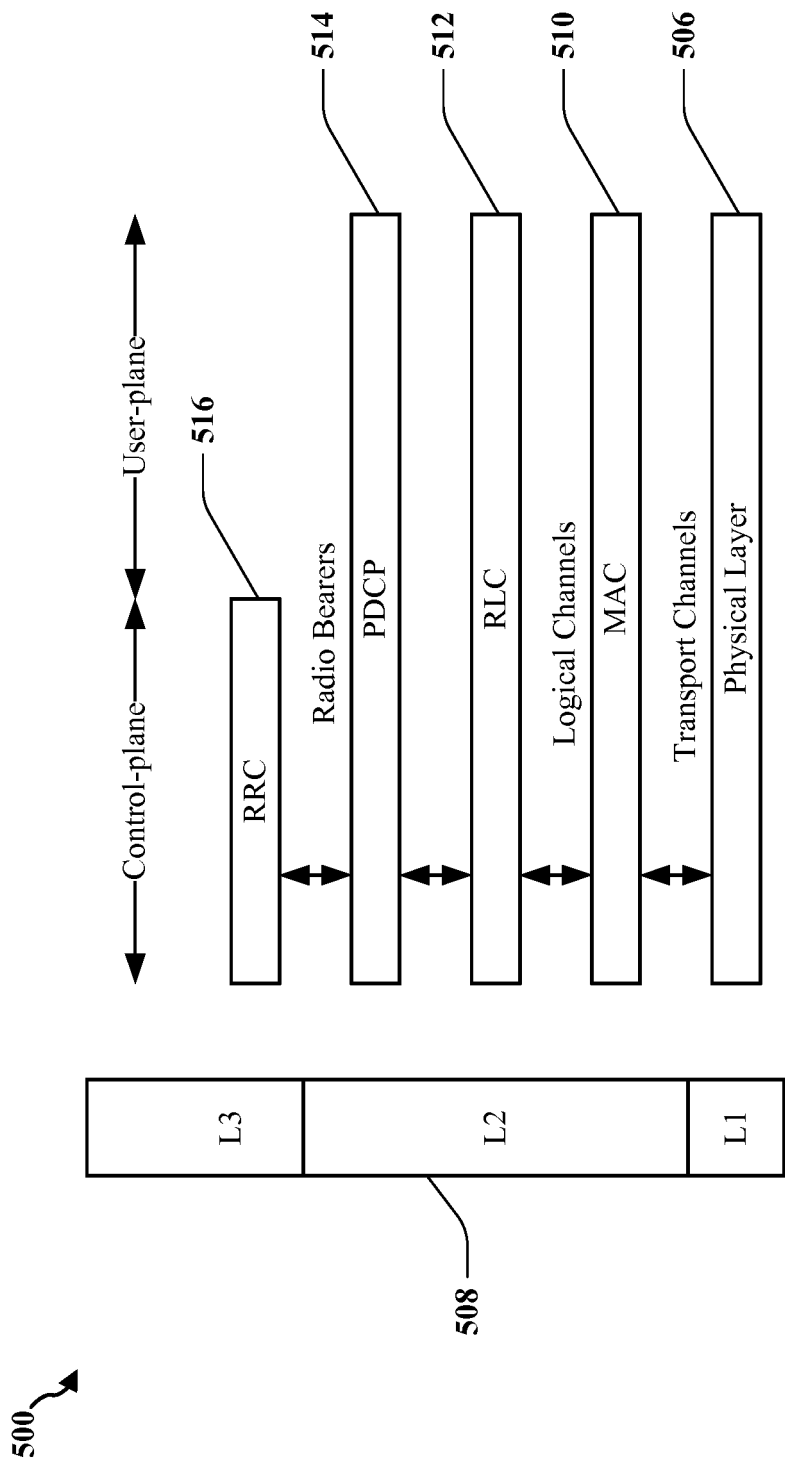 500
Control-plane
User-plane
516
L3
RRC
Radio Bearers
514
PDCP
508
L2
512
RLC
Logical Channels
510
MAC
Transport Channels
506
L1
Physical Layer